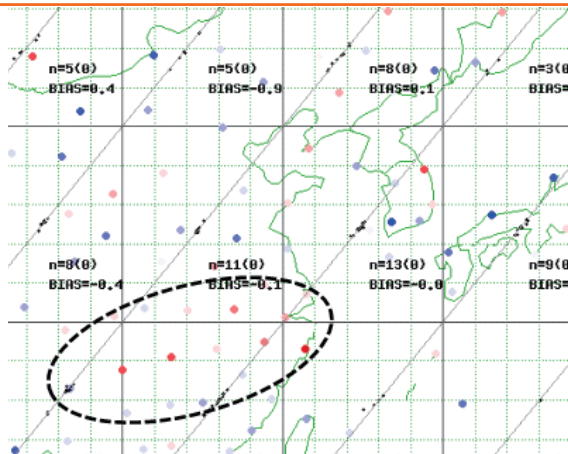 n=5(0)
BIAS=0.4
n=5(0)
BIAS=-0.9
n=8(0)
BIAS=0.1
n=3(0)
BIAS=
n=8(0)
BIAS=-0.4
n=11(0)
BIAS=-0.1
n=13(0)
BIAS=-0.0
n=9(0)
BIAS=